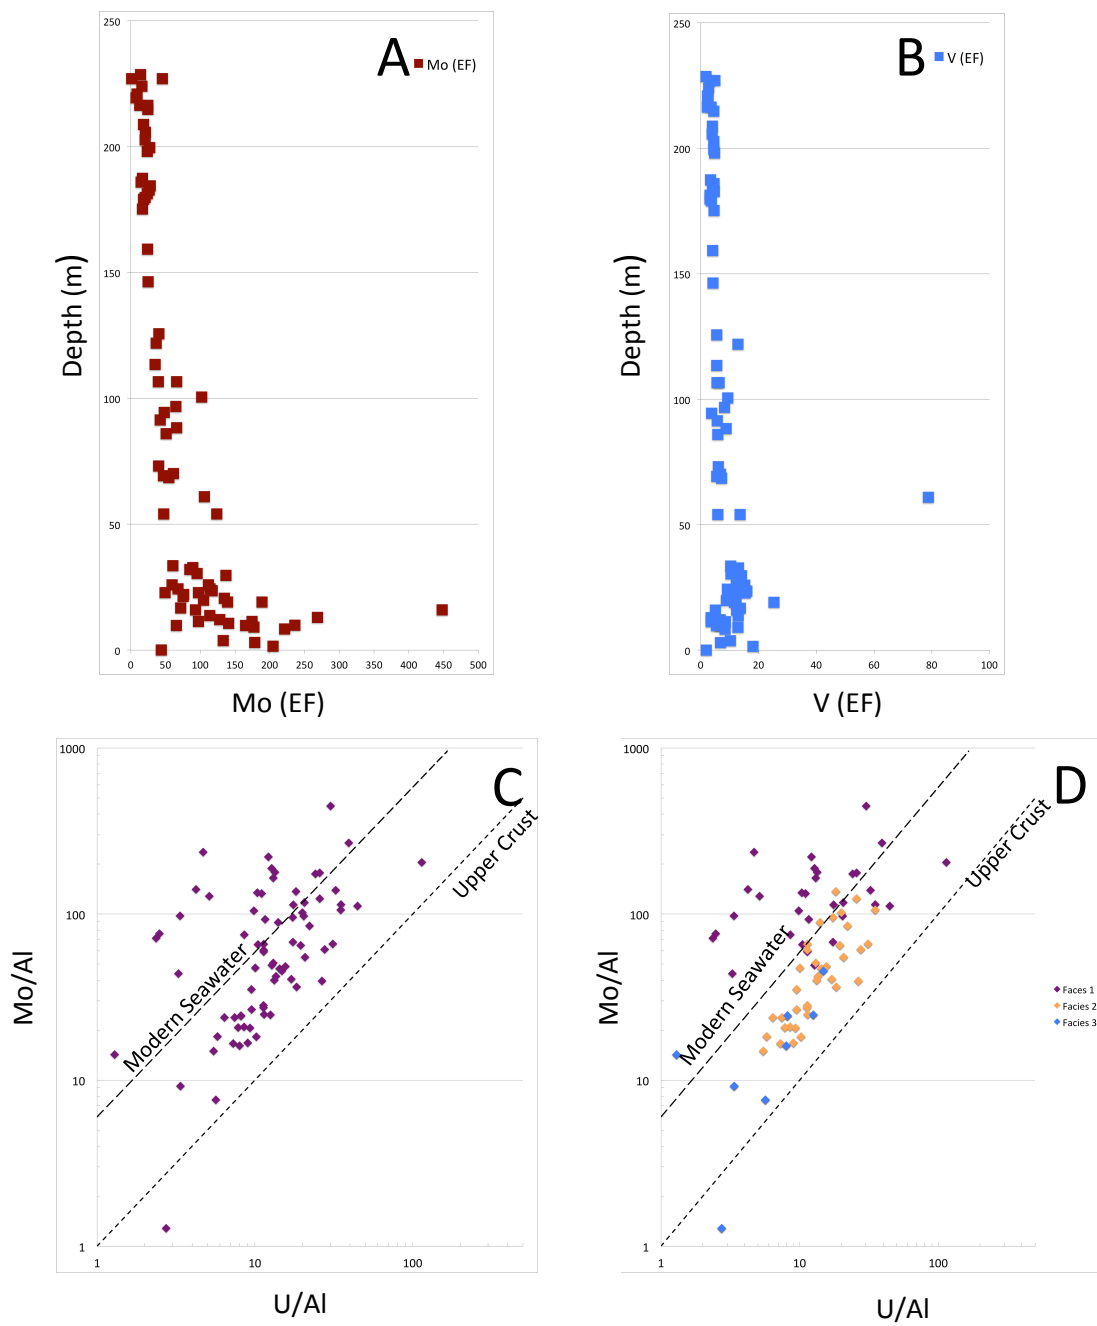 A
Mo (EF)
250
200
150
100
50
0
0 50 100 150 200 250 300 350 400 450 500
Depth (m)
Mo (EF)
B
V (EF)
250
200
150
100
50
0
0 20 40 60 80 100
Depth (m)
V (EF)
C
1000
100
10
1
1 10 100
Mo/Al
U/Al
Modern Seawater
Upper Crust
D
1000
100
10
1
1 10 100
Mo/Al
U/Al
Modern Seawater
Upper Crust
Faces 1
Facies 2
Facies 3